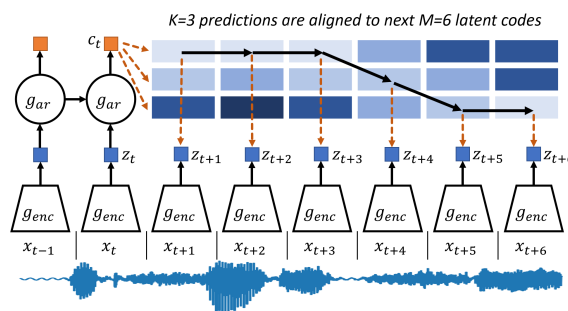 K=3 predictions are aligned to next M=6 latent codes
c_t
g_ar g_ar
z_t z_{t+1} z_{t+2} z_{t+3} z_{t+4} z_{t+5} z_{t+6}
g_enc g_enc g_enc g_enc g_enc g_enc g_enc g_enc
x_{t−1} x_t x_{t+1} x_{t+2} x_{t+3} x_{t+4} x_{t+5} x_{t+6}